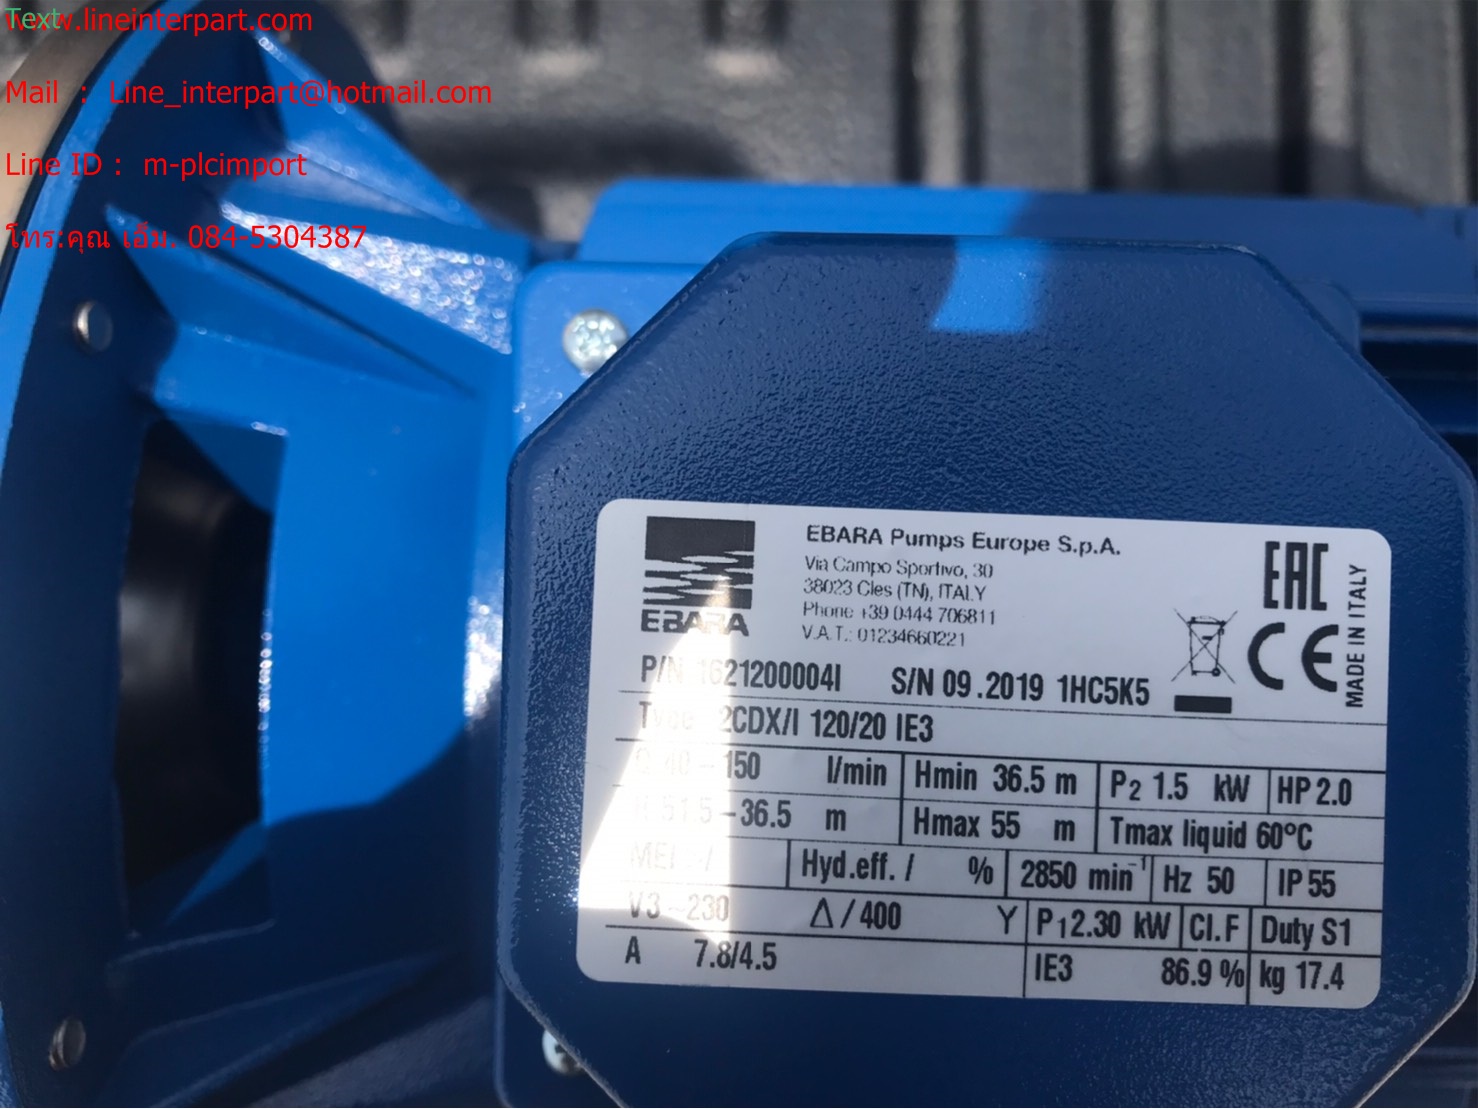 Text
www.lineinterpart.com
Mail : Line_interpart@hotmail.com
Line ID : m-plcimport
โทร:คุณ เอ้ม. 084-5304387
EBARA
EBARA Pumps Europe S.p.A.
Via Campo Sportivo, 30
38023 Cles (TN), ITALY
Phone +39 0444 706811
V.A.T.: 01234660221
EAC
CE
MADE IN ITALY
P/N 1621200004I S/N 09.2019 1HC5K5
Type 2CDX/I 120/20 IE3
Q 40-150 l/min Hmin 36.5 m P2 1.5 kW HP 2.0
H 51.5-36.5 m Hmax 55 m Tmax liquid 60°C
MEI -/ Hyd.eff. / % 2850 min-1 Hz 50 IP 55
V3~230 Δ/400 Y P1 2.30 kW Cl.F Duty S1
A 7.8/4.5 IE3 86.9 % kg 17.4